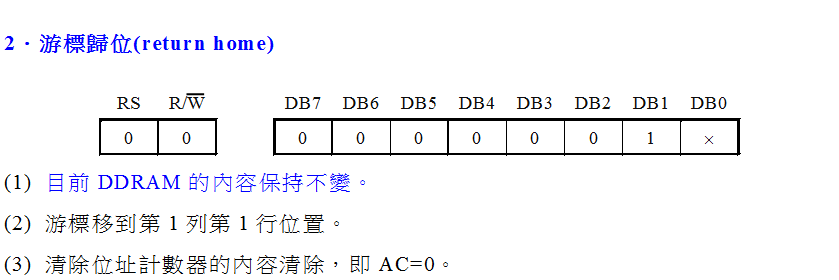 2．游標歸位(return home)
RS R/W̅ DB7 DB6 DB5 DB4 DB3 DB2 DB1 DB0
0 0 0 0 0 0 0 0 1 ×
(1) 目前 DDRAM 的內容保持不變。
(2) 游標移到第 1 列第 1 行位置。
(3) 清除位址計數器的內容清除，即 AC=0。